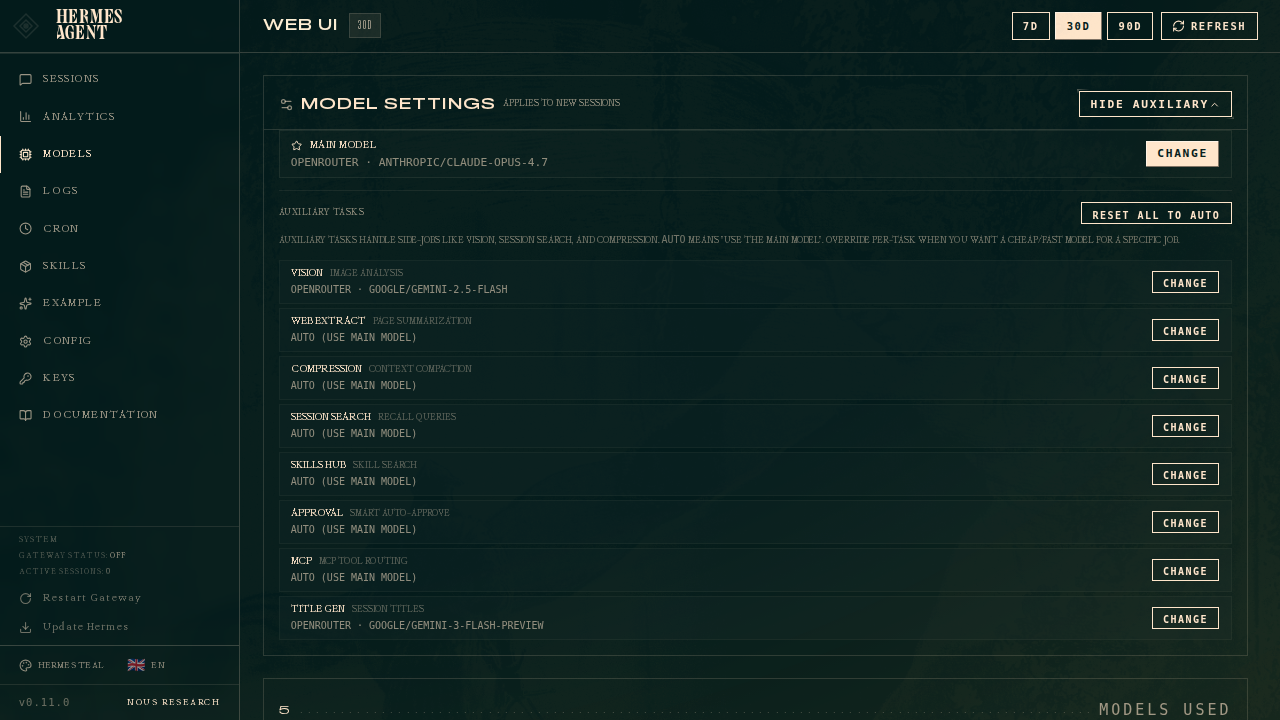 HERMES
AGENT
WEB UI
30D
7D
30D
90D
REFRESH
SESSIONS
ANALYTICS
MODELS
LOGS
CRON
SKILLS
EXAMPLE
CONFIG
KEYS
DOCUMENTATION
SYSTEM
GATEWAY STATUS: OFF
ACTIVE SESSIONS: 0
Restart Gateway
Update Hermes
HERMES TEAL
EN
v0.11.0
NOUS RESEARCH
MODEL SETTINGS
APPLIES TO NEW SESSIONS
HIDE AUXILIARY
MAIN MODEL
OPENROUTER · ANTHROPIC/CLAUDE-OPUS-4.7
CHANGE
AUXILIARY TASKS
RESET ALL TO AUTO
AUXILIARY TASKS HANDLE SIDE-JOBS LIKE VISION, SESSION SEARCH, AND COMPRESSION. AUTO MEANS "USE THE MAIN MODEL". OVERRIDE PER-TASK WHEN YOU WANT A CHEAP/FAST MODEL FOR A SPECIFIC JOB.
VISION IMAGE ANALYSIS
OPENROUTER · GOOGLE/GEMINI-2.5-FLASH
CHANGE
WEB EXTRACT PAGE SUMMARIZATION
AUTO (USE MAIN MODEL)
CHANGE
COMPRESSION CONTEXT COMPACTION
AUTO (USE MAIN MODEL)
CHANGE
SESSION SEARCH RECALL QUERIES
AUTO (USE MAIN MODEL)
CHANGE
SKILLS HUB SKILL SEARCH
AUTO (USE MAIN MODEL)
CHANGE
APPROVAL SMART AUTO-APPROVE
AUTO (USE MAIN MODEL)
CHANGE
MCP MCP TOOL ROUTING
AUTO (USE MAIN MODEL)
CHANGE
TITLE GEN SESSION TITLES
OPENROUTER · GOOGLE/GEMINI-3-FLASH-PREVIEW
CHANGE
5
MODELS USED